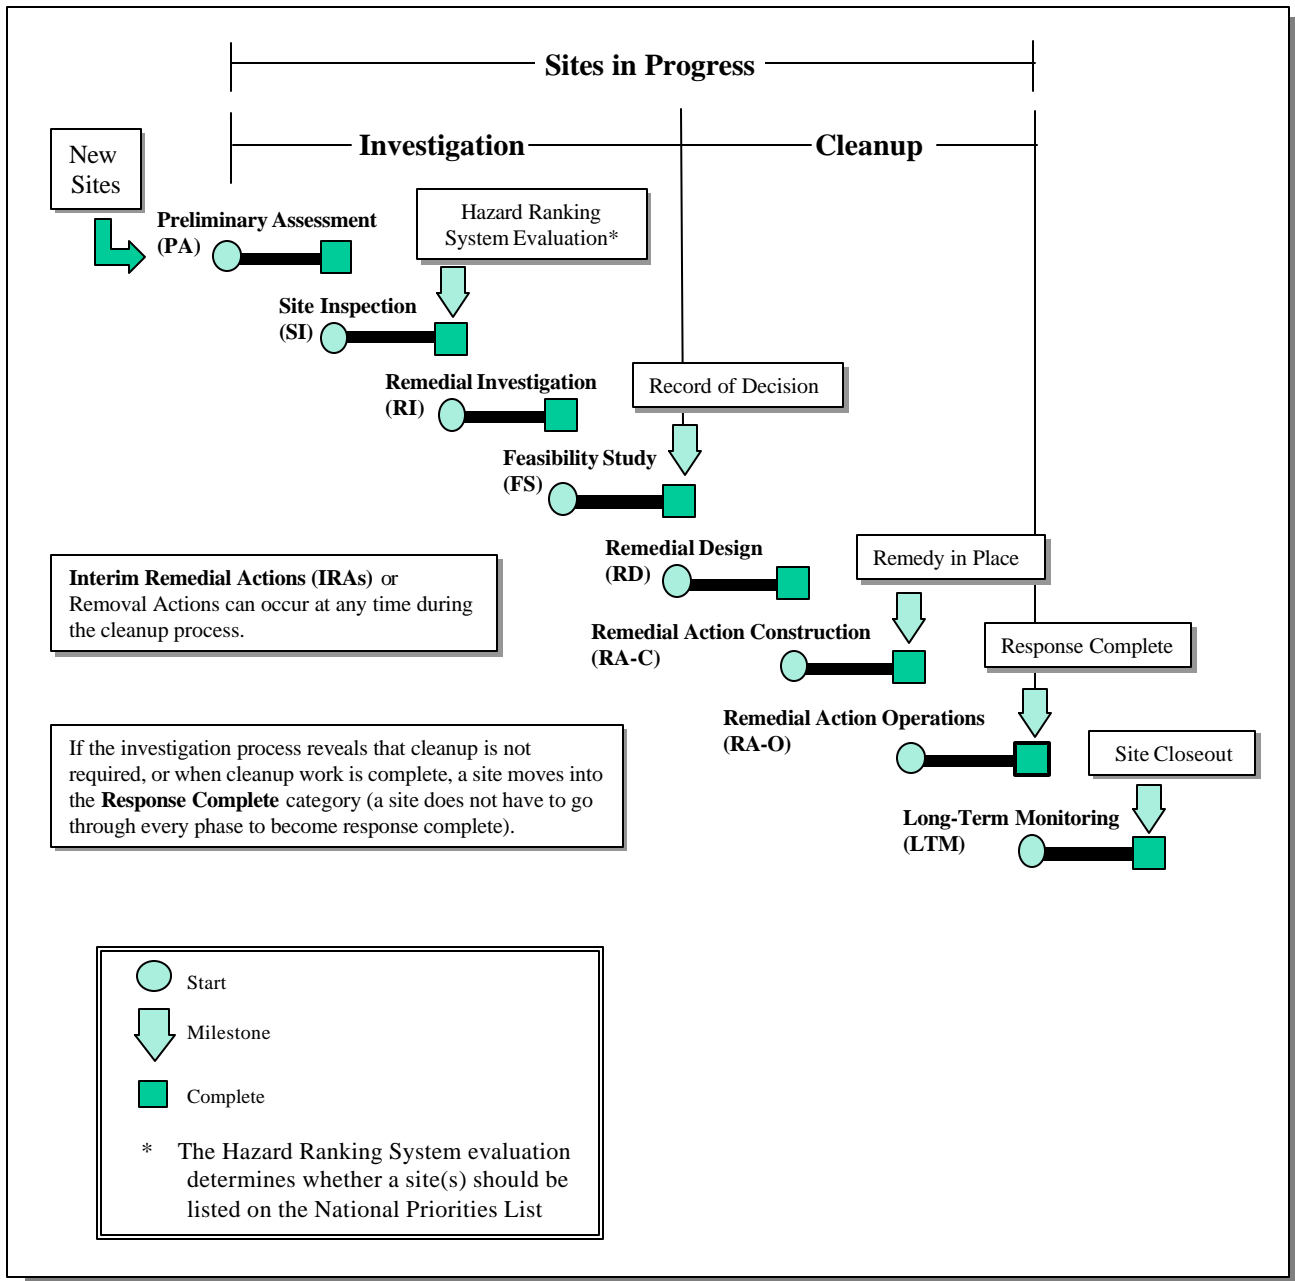 Sites in Progress
Investigation
Cleanup
New
Sites
Preliminary Assessment
(PA)
Hazard Ranking
System Evaluation*
Site Inspection
(SI)
Remedial Investigation
(RI)
Record of Decision
Feasibility Study
(FS)
Remedial Design
(RD)
Remedy in Place
Interim Remedial Actions (IRAs) or
Removal Actions can occur at any time during
the cleanup process.
Remedial Action Construction
(RA-C)
Response Complete
Remedial Action Operations
(RA-O)
Site Closeout
If the investigation process reveals that cleanup is not
required, or when cleanup work is complete, a site moves into
the Response Complete category (a site does not have to go
through every phase to become response complete).
Long-Term Monitoring
(LTM)
Start
Milestone
Complete
* The Hazard Ranking System evaluation
determines whether a site(s) should be
listed on the National Priorities List